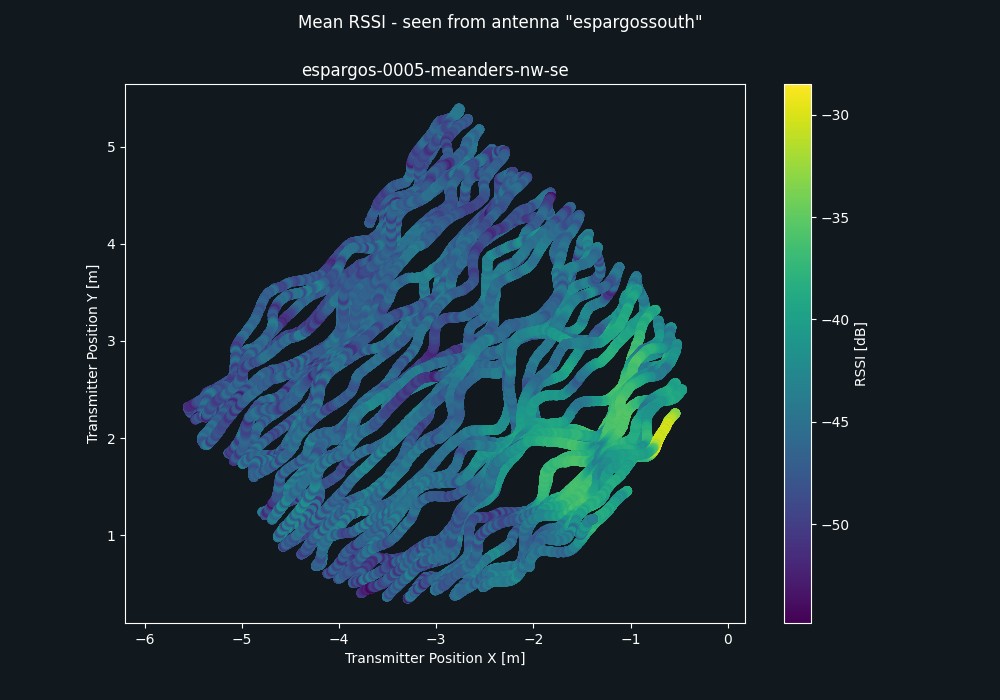 Mean RSSI - seen from antenna "espargossouth"
espargos-0005-meanders-nw-se
5
4
3
2
1
Transmitter Position Y [m]
−6 −5 −4 −3 −2 −1 0
Transmitter Position X [m]
−30
−35
−40
−45
−50
RSSI [dB]